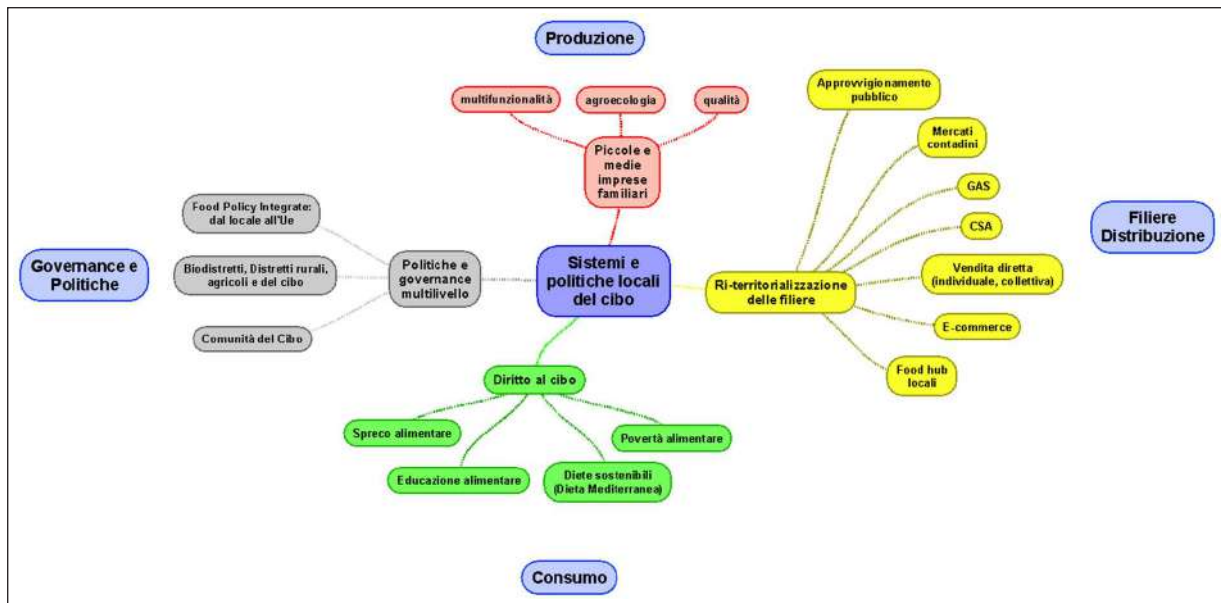 Produzione
multifunzionalità
agroecologia
qualità
Piccole e
medie
imprese
familiari
Approvvigionamento
pubblico
Mercati
contadini
GAS
CSA
Vendita diretta
(individuale, collettiva)
E-commerce
Food hub
locali
Ri-territorializzazione
delle filiere
Filiere
Distribuzione
Food Policy Integrate:
dal locale all'Ue
Biodistretti, Distretti rurali,
agricoli e del cibo
Comunità del Cibo
Politiche e
governance
multilivello
Governance e
Politiche
Sistemi e
politiche locali
del cibo
Diritto al cibo
Spreco alimentare
Educazione alimentare
Diete sostenibili
(Dieta Mediterranea)
Povertà alimentare
Consumo